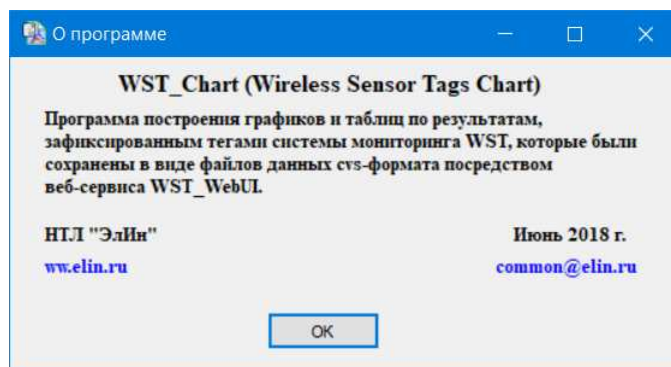 О программе
WST_Chart (Wireless Sensor Tags Chart)
Программа построения графиков и таблиц по результатам,
зафиксированным тегами системы мониторинга WST, которые были
сохранены в виде файлов данных cvs-формата посредством
веб-сервиса WST_WebUI.
НТЛ "ЭлИн" Июнь 2018 г.
ww.elin.ru common@elin.ru
OK